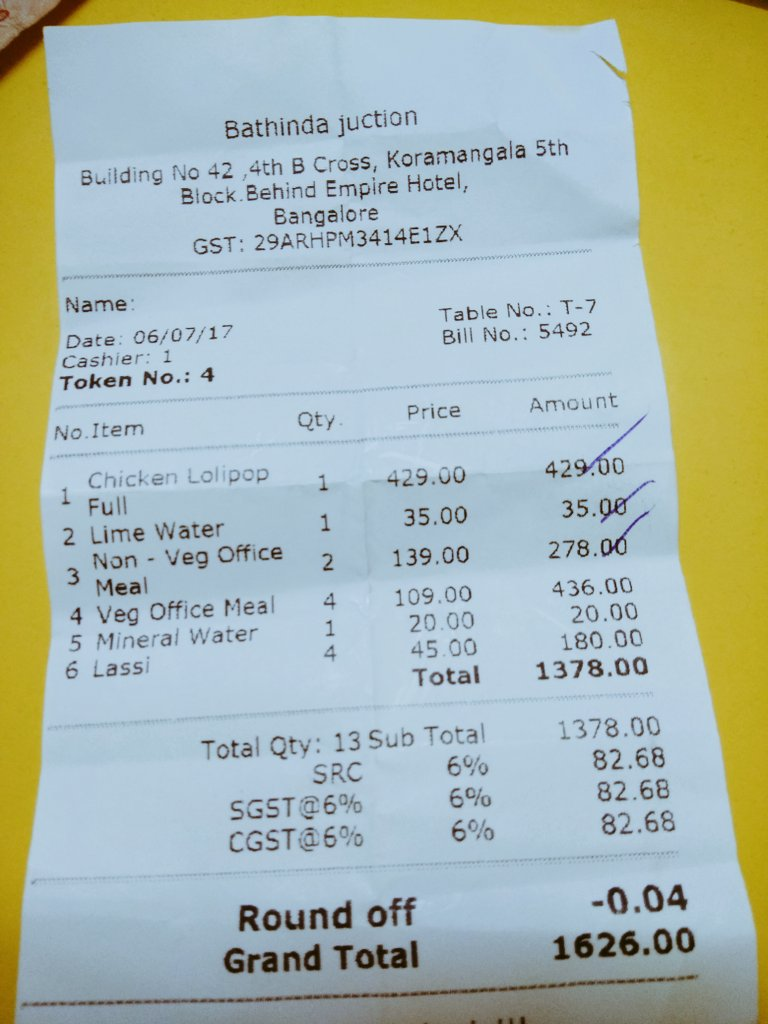 Bathinda juction
Building No 42 ,4th B Cross, Koramangala 5th
Block.Behind Empire Hotel,
Bangalore
GST: 29ARHPM3414E1ZX
Name:
Date: 06/07/17 Table No.: T-7
Cashier: 1 Bill No.: 5492
Token No.: 4
No.Item Qty. Price Amount
1 Chicken Lolipop Full 1 429.00 429.00
2 Lime Water 1 35.00 35.00
3 Non - Veg Office Meal 2 139.00 278.00
4 Veg Office Meal 4 109.00 436.00
5 Mineral Water 1 20.00 20.00
6 Lassi 4 45.00 180.00
Total 1378.00
Total Qty: 13 Sub Total 1378.00
SRC 6% 82.68
SGST@6% 6% 82.68
CGST@6% 6% 82.68
Round off -0.04
Grand Total 1626.00